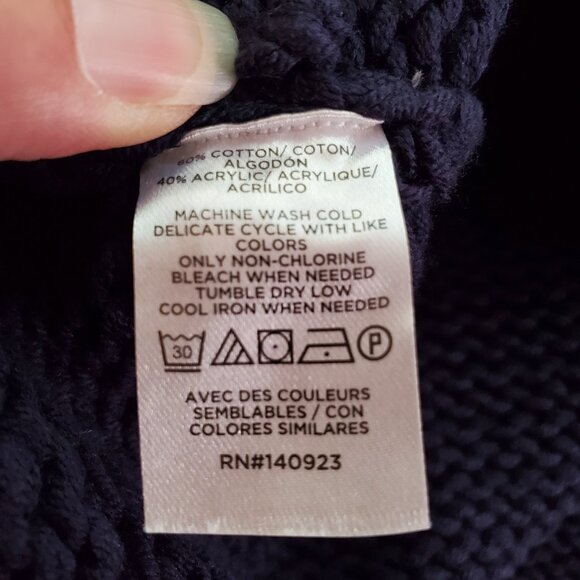 60% COTTON/ COTON/
ALGODÓN
40% ACRYLIC/ ACRYLIQUE/
ACRÍLICO
MACHINE WASH COLD
DELICATE CYCLE WITH LIKE
COLORS
ONLY NON-CHLORINE
BLEACH WHEN NEEDED
TUMBLE DRY LOW
COOL IRON WHEN NEEDED
30 P
AVEC DES COULEURS
SEMBLABLES / CON
COLORES SIMILARES
RN#140923